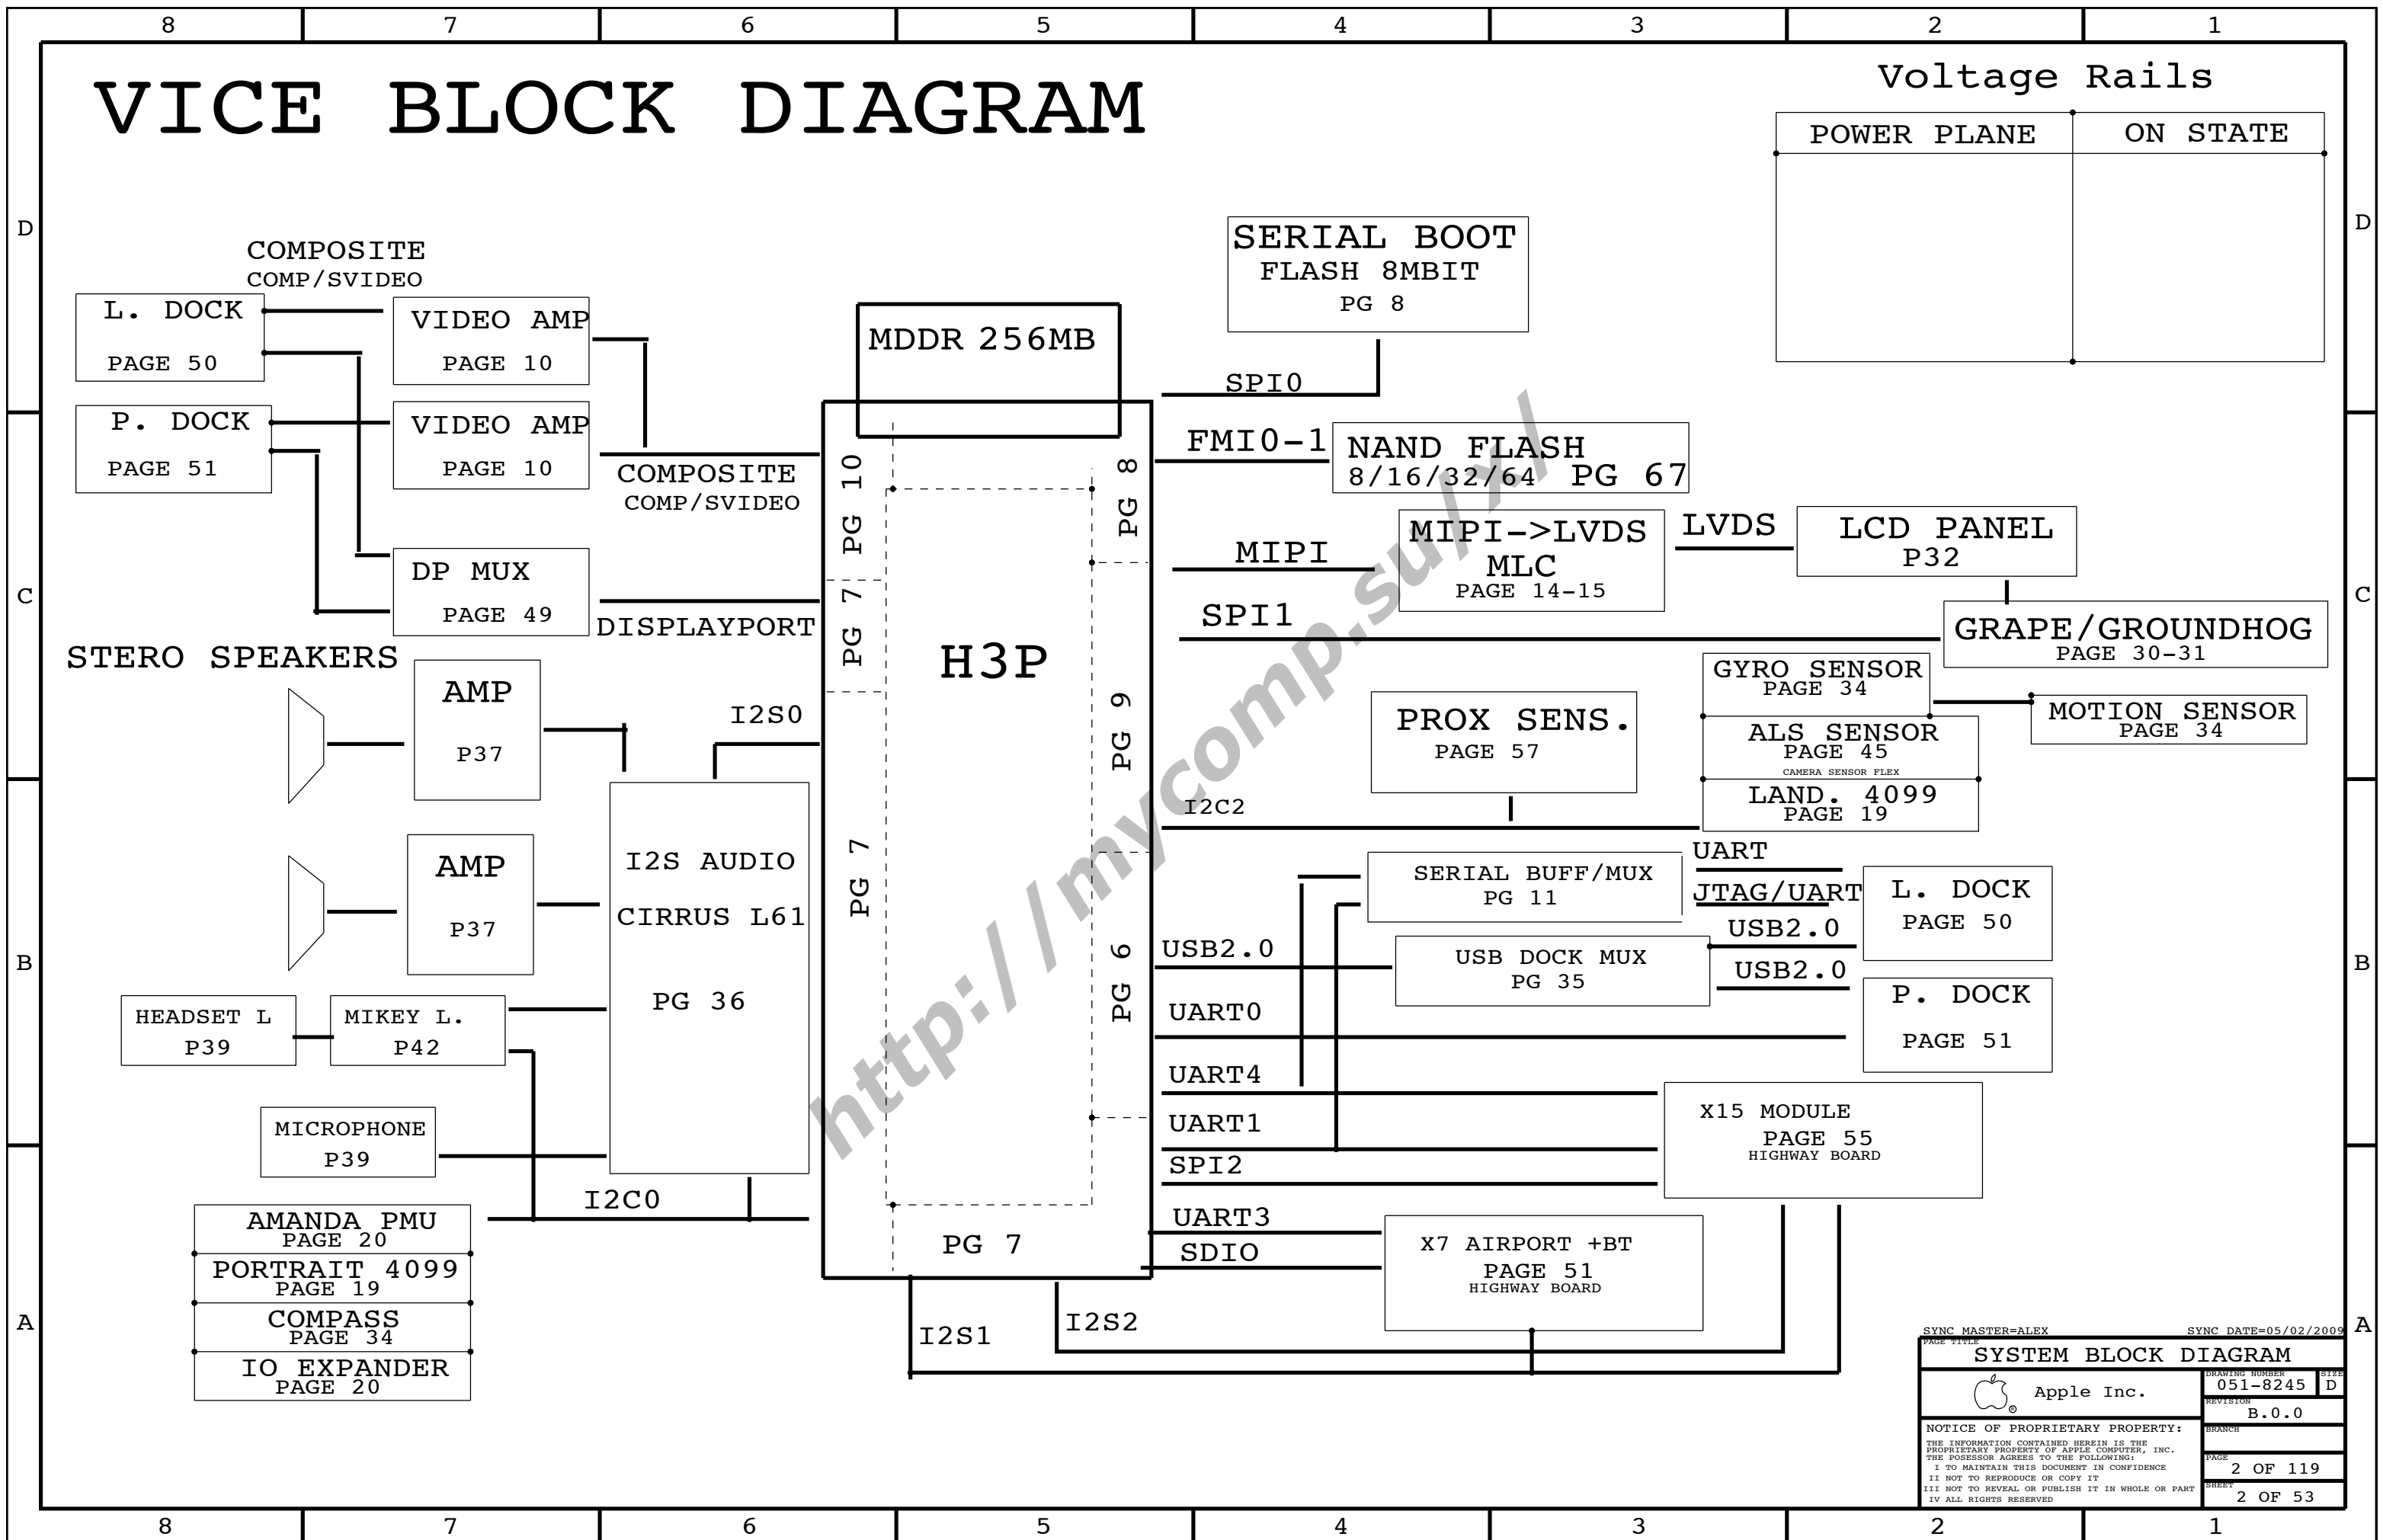 8 7 6 5 4 3 2 1
VICE BLOCK DIAGRAM
Voltage Rails
POWER PLANE ON STATE
D
D
COMPOSITE
COMP/SVIDEO
L. DOCK
PAGE 50
VIDEO AMP
PAGE 10
P. DOCK
PAGE 51
VIDEO AMP
PAGE 10
COMPOSITE
COMP/SVIDEO
DP MUX
PAGE 49
DISPLAYPORT
C
STERO SPEAKERS
AMP
P37
I2S0
AMP
P37
I2S AUDIO
CIRRUS L61
PG 36
B
HEADSET L
P39
MIKEY L.
P42
MICROPHONE
P39
I2C0
AMANDA PMU
PAGE 20
PORTRAIT 4099
PAGE 19
COMPASS
PAGE 34
IO EXPANDER
PAGE 20
A
MDDR 256MB
H3P
PG 10
PG 7
PG 7
PG 8
PG 9
PG 6
PG 7
I2S1
I2S2
SERIAL BOOT
FLASH 8MBIT
PG 8
SPI0
FMI0-1
NAND FLASH
8/16/32/64 PG 67
MIPI
MIPI->LVDS
MLC
PAGE 14-15
LVDS
LCD PANEL
P32
C
SPI1
GRAPE/GROUNDHOG
PAGE 30-31
GYRO SENSOR
PAGE 34
MOTION SENSOR
PAGE 34
ALS SENSOR
PAGE 45
CAMERA SENSOR FLEX
LAND. 4099
PAGE 19
PROX SENS.
PAGE 57
I2C2
SERIAL BUFF/MUX
PG 11
UART
JTAG/UART
L. DOCK
PAGE 50
USB2.0
USB DOCK MUX
PG 35
USB2.0
USB2.0
B
P. DOCK
PAGE 51
UART0
UART4
UART1
SPI2
X15 MODULE
PAGE 55
HIGHWAY BOARD
UART3
SDIO
X7 AIRPORT +BT
PAGE 51
HIGHWAY BOARD
http://mycomp.su/x/
A
SYNC MASTER=ALEX SYNC DATE=05/02/2009
PAGE TITLE
SYSTEM BLOCK DIAGRAM
Apple Inc.
®
DRAWING NUMBER
051-8245
SIZE
D
REVISION
B.0.0
BRANCH
PAGE
2 OF 119
SHEET
2 OF 53
NOTICE OF PROPRIETARY PROPERTY:
THE INFORMATION CONTAINED HEREIN IS THE
PROPRIETARY PROPERTY OF APPLE COMPUTER, INC.
THE POSESSOR AGREES TO THE FOLLOWING:
I TO MAINTAIN THIS DOCUMENT IN CONFIDENCE
II NOT TO REPRODUCE OR COPY IT
III NOT TO REVEAL OR PUBLISH IT IN WHOLE OR PART
IV ALL RIGHTS RESERVED
8 7 6 5 4 3 2 1